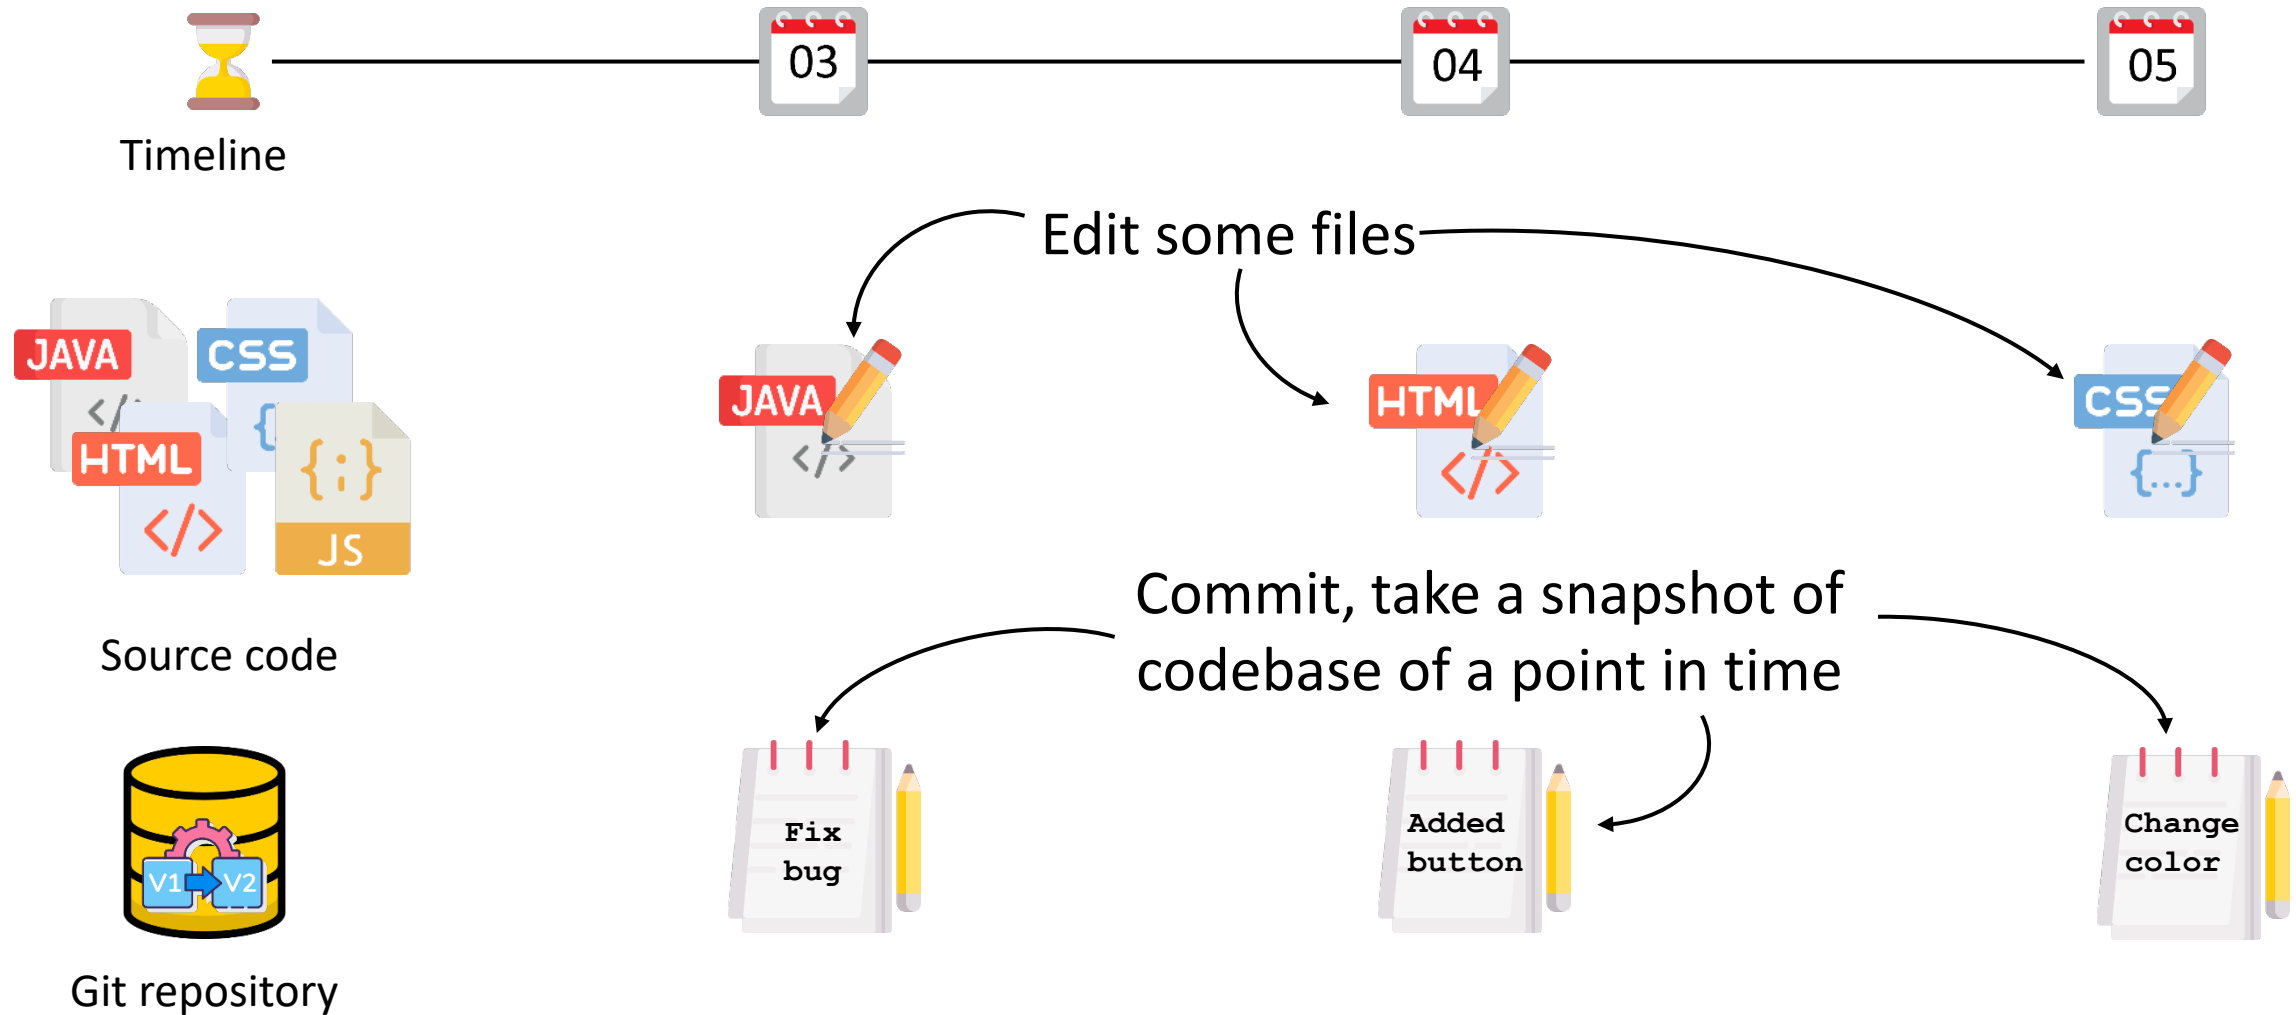 03
04
05
Timeline
Edit some files
JAVA
CSS
HTML
JS
JAVA
HTML
CSS
Commit, take a snapshot of
codebase of a point in time
Source code
Fix
bug
Added
button
Change
color
V1
V2
Git repository